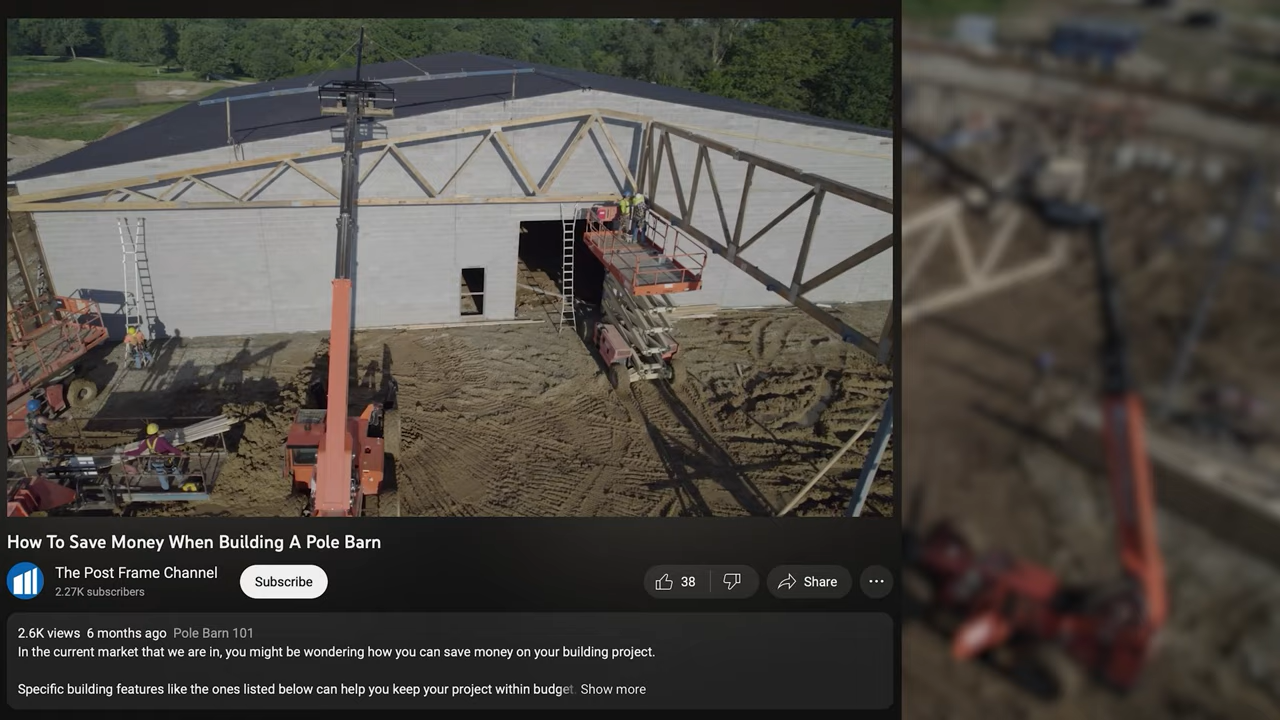 How To Save Money When Building A Pole Barn
The Post Frame Channel
2.27K subscribers
Subscribe
38
Share
2.6K views 6 months ago Pole Barn 101
In the current market that we are in, you might be wondering how you can save money on your building project.
Specific building features like the ones listed below can help you keep your project within budget. Show more